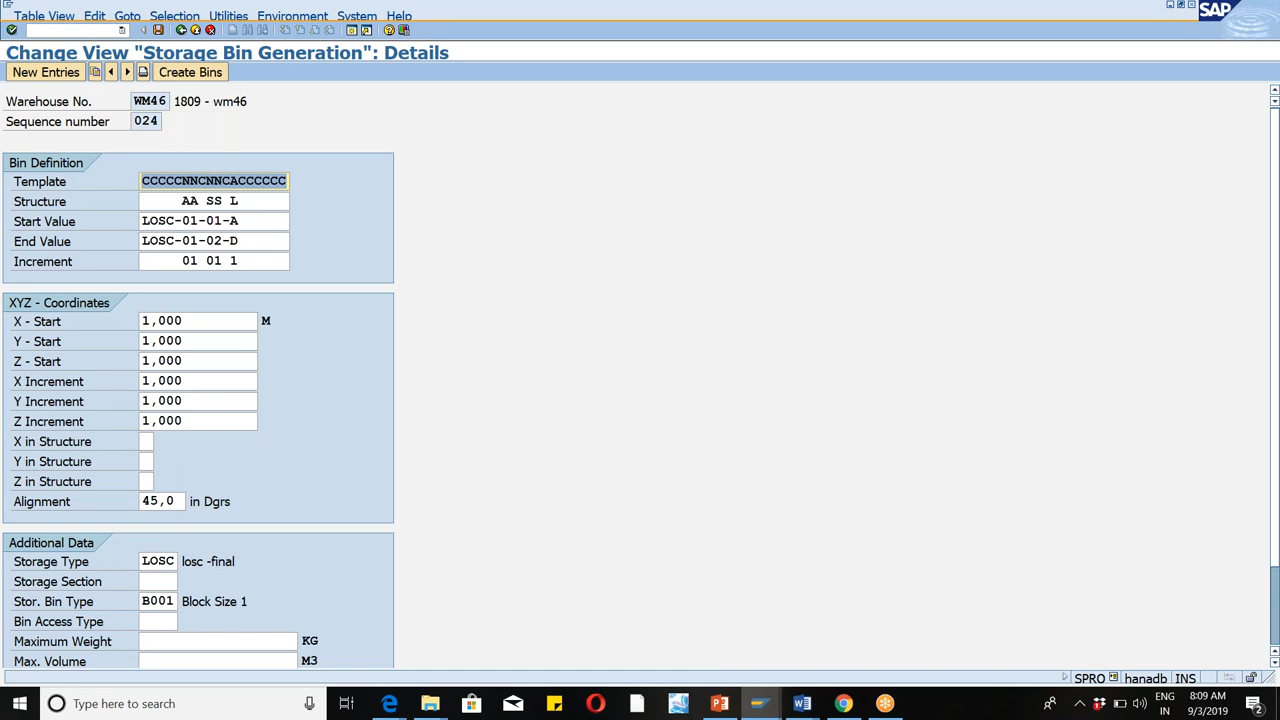 Table View Edit Goto Selection Utilities Environment System Help
SAP
Change View "Storage Bin Generation": Details
New Entries Create Bins
Warehouse No. WM46 1809 - wm46
Sequence number 024
Bin Definition
Template CCCCCNNCNNCACCCCCC
Structure AA SS L
Start Value LOSC-01-01-A
End Value LOSC-01-02-D
Increment 01 01 1
XYZ - Coordinates
X - Start 1,000 M
Y - Start 1,000
Z - Start 1,000
X Increment 1,000
Y Increment 1,000
Z Increment 1,000
X in Structure
Y in Structure
Z in Structure
Alignment 45,0 in Dgrs
Additional Data
Storage Type LOSC losc -final
Storage Section
Stor. Bin Type B001 Block Size 1
Bin Access Type
Maximum Weight KG
Max. Volume M3
SPRO hanadb INS
Type here to search
ENG 8:09 AM
IN 9/3/2019
2